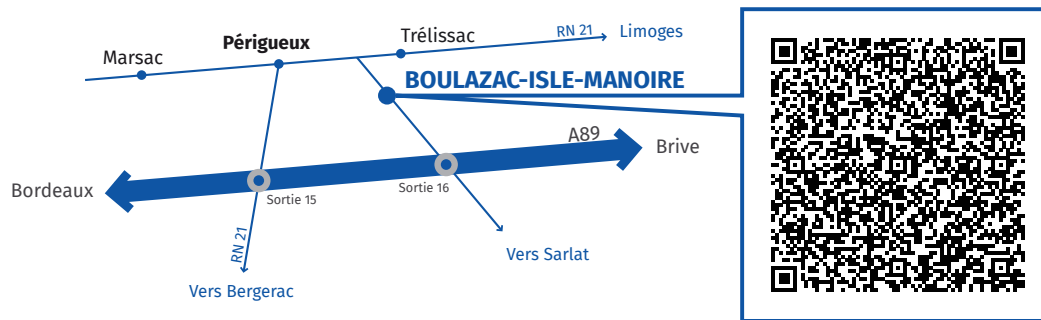 RN 21
Limoges
Trélissac
Périgueux
Marsac
BOULAZAC-ISLE-MANOIRE
A89
Brive
Bordeaux
Sortie 16
Sortie 15
RN 21
Vers Sarlat
Vers Bergerac